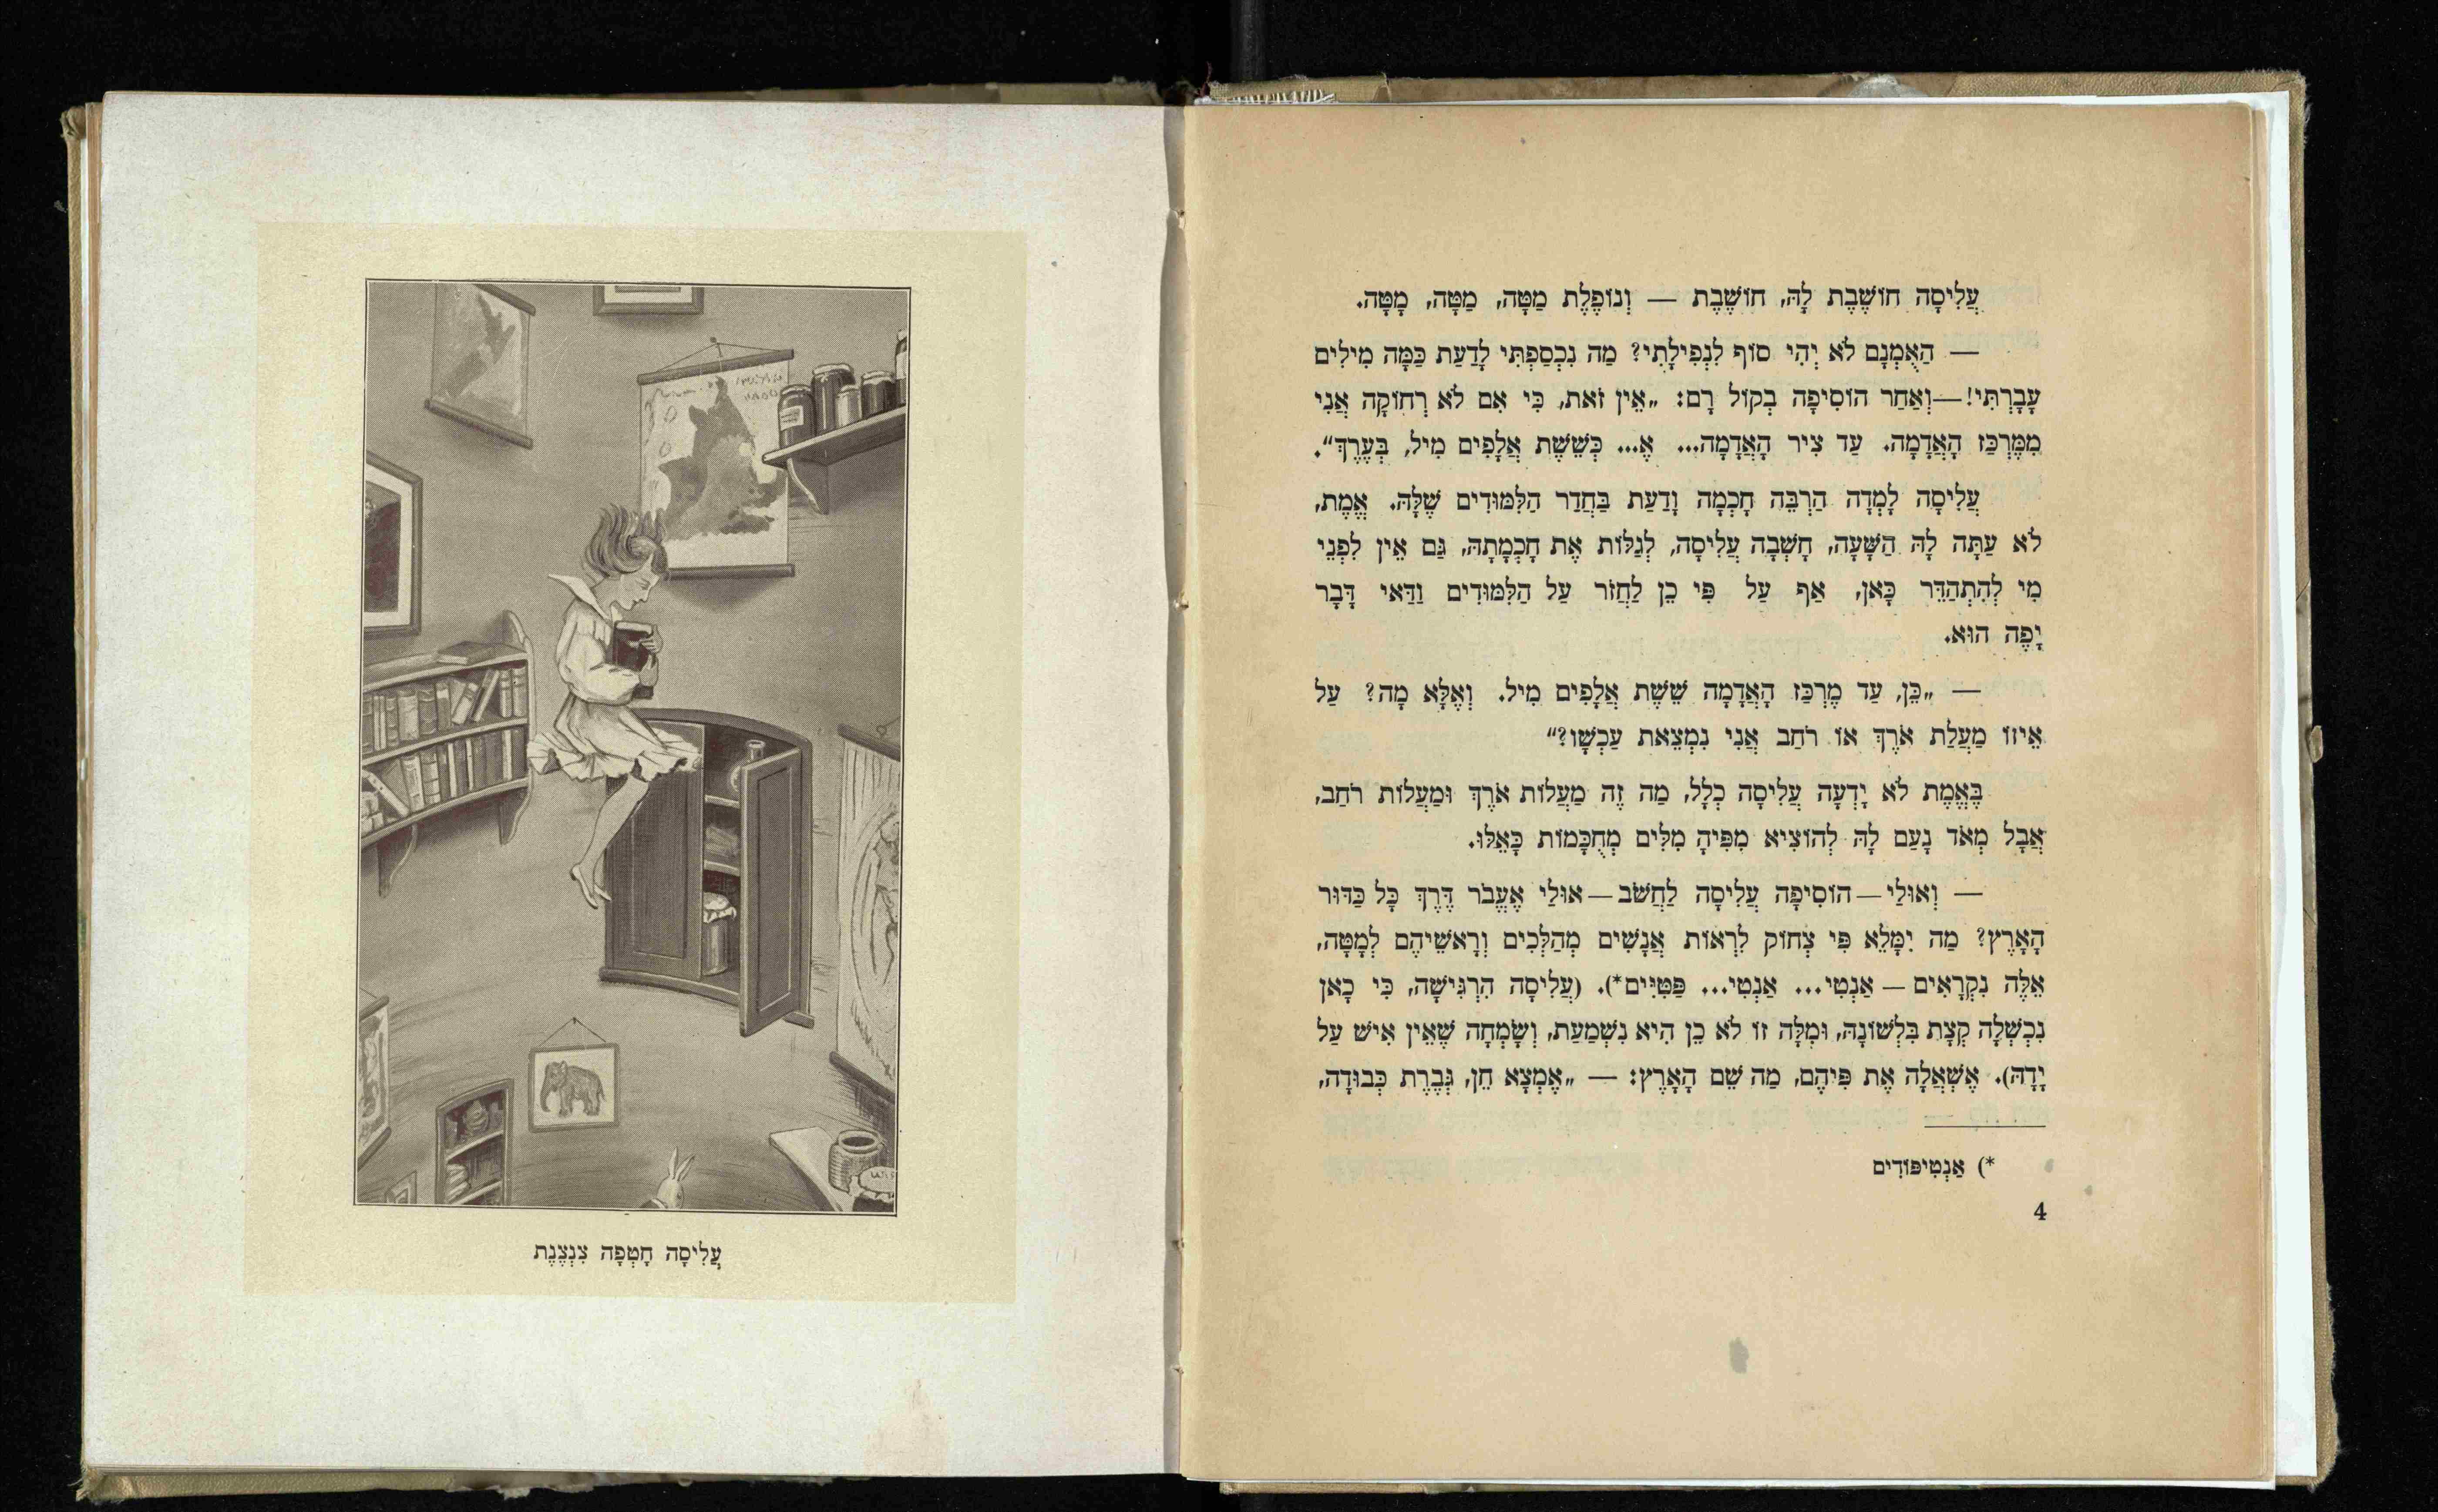 עֲלִיסָה חוֹשֶׁבֶת לָהּ, חוֹשֶׁבֶת — וְנוֹפֶלֶת מַטָּה, מַטָּה, מָטָּה.
— הַאֻמְנָם לֹא יְהִי סוֹף לִנְפִילָתִי? מַה נִכְסַפְתִּי לָדַעַת כַּמָּה מִילִים
עָבָרְתִּי! — וְאַחַר הוֹסִיפָה בְקוֹל רָם: „אֵין זֹאת, כִּי אִם לֹא רְחוֹקָה אֲנִי
מִמֶּרְכַּז הָאֲדָמָה. עַד צִיר הָאֲדָמָה... אֶ... כְּשֵׁשֶׁת אֲלָפִים מִיל, בְּעֶרֶךְ“.
עֲלִיסָה לָמְדָה הַרְבֵּה חָכְמָה וָדַעַת בַּחֲדַר הַלִּמּוּדִים שֶׁלָּהּ. אֱמֶת,
לֹא עַתָּה לָהּ הַשָּׁעָה, חָשְׁבָה עֲלִיסָה, לְגַלּוֹת אֶת חָכְמָתָהּ, גַּם אֵין לִפְנֵי
מִי לְהִתְהַדֵּר כָּאן, אַף עַל פִּי כֵן לַחֲזֹר עַל הַלִּמּוּדִים וַדַּאי דָּבָר
יָפֶה הוּא.
— „כֵּן, עַד מֶרְכַּז הָאֲדָמָה שֵׁשֶׁת אֲלָפִים מִיל. וְאֶלָּא מָה? עַל
אֵיזוֹ מַעֲלַת אֹרֶךְ אוֹ רֹחַב אֲנִי נִמְצֵאת עַכְשָׁו?“
בֶּאֱמֶת לֹא יָדְעָה עֲלִיסָה כְלָל, מַה זֶּה מַעֲלוֹת אֹרֶךְ וּמַעֲלוֹת רֹחַב,
אֲבָל מְאֹד נָעַם לָהּ לְהוֹצִיא מִפִּיהָ מִלִּים מְחֻכָּמוֹת כָּאֵלּוּ.
— וְאוּלַי — הוֹסִיפָה עֲלִיסָה לַחֲשֹׁב — אוּלַי אֶעֱבֹר דֶּרֶךְ כָּל כַּדּוּר
הָאָרֶץ? מַה יִּמָּלֵא פִּי צְחוֹק לִרְאוֹת אֲנָשִׁים מְהַלְּכִים וְרָאשֵׁיהֶם לְמָטָּה,
אֵלֶּה נִקְרָאִים — אַנְטִי... אַנְטִי... פַּטִּיִּים*). (עֲלִיסָה הִרְגִּישָׁה, כִּי כָאן
נִכְשְׁלָה קְצָת בִּלְשׁוֹנָהּ, וּמִלָּה זוֹ לֹא כֵן הִיא נִשְׁמַעַת, וְשָׂמְחָה שֶׁאֵין אִישׁ עַל
יָדָהּ). אֶשְׁאֲלָה אֶת פִּיהֶם, מַה שֵּׁם הָאָרֶץ: — „אֶמְצָא חֵן, גְּבֶרֶת כְּבוּדָה,
*) אַנְטִיפּוֹדִים
4
עֲלִיסָה חָטְפָה צִנְצֶנֶת